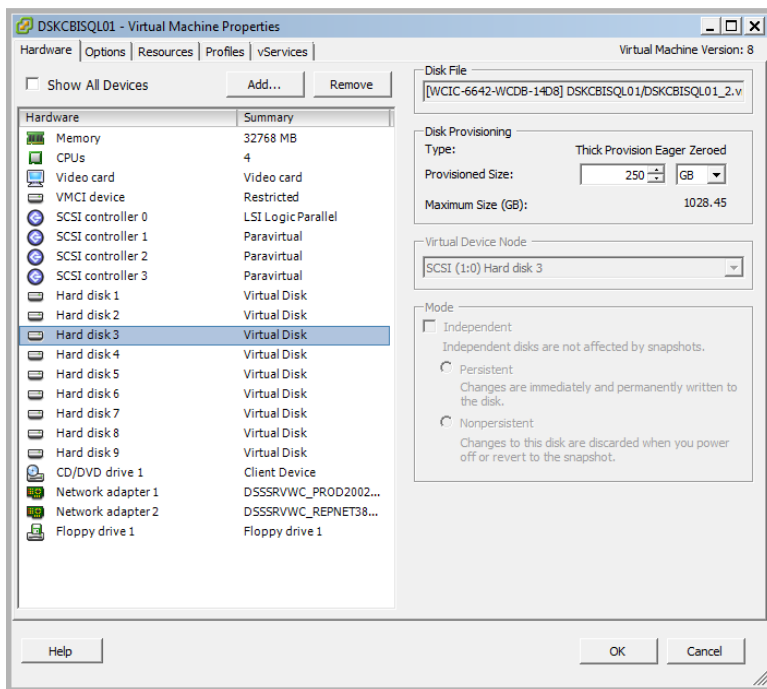 DSKCBISQL01 - Virtual Machine Properties
Hardware Options Resources Profiles vServices Virtual Machine Version: 8
Show All Devices Add... Remove
Hardware Summary
Memory 32768 MB
CPUs 4
Video card Video card
VMCI device Restricted
SCSI controller 0 LSI Logic Parallel
SCSI controller 1 Paravirtual
SCSI controller 2 Paravirtual
SCSI controller 3 Paravirtual
Hard disk 1 Virtual Disk
Hard disk 2 Virtual Disk
Hard disk 3 Virtual Disk
Hard disk 4 Virtual Disk
Hard disk 5 Virtual Disk
Hard disk 6 Virtual Disk
Hard disk 7 Virtual Disk
Hard disk 8 Virtual Disk
Hard disk 9 Virtual Disk
CD/DVD drive 1 Client Device
Network adapter 1 DSSSRVWC_PROD2002...
Network adapter 2 DSSSRVWC_REPNET38...
Floppy drive 1 Floppy drive 1
Disk File
[WCIC-6642-WCDB-14D8] DSKCBISQL01/DSKCBISQL01_2.v
Disk Provisioning
Type: Thick Provision Eager Zeroed
Provisioned Size: 250 GB
Maximum Size (GB): 1028.45
Virtual Device Node
SCSI (1:0) Hard disk 3
Mode
Independent
Independent disks are not affected by snapshots.
Persistent
Changes are immediately and permanently written to
the disk.
Nonpersistent
Changes to this disk are discarded when you power
off or revert to the snapshot.
Help OK Cancel